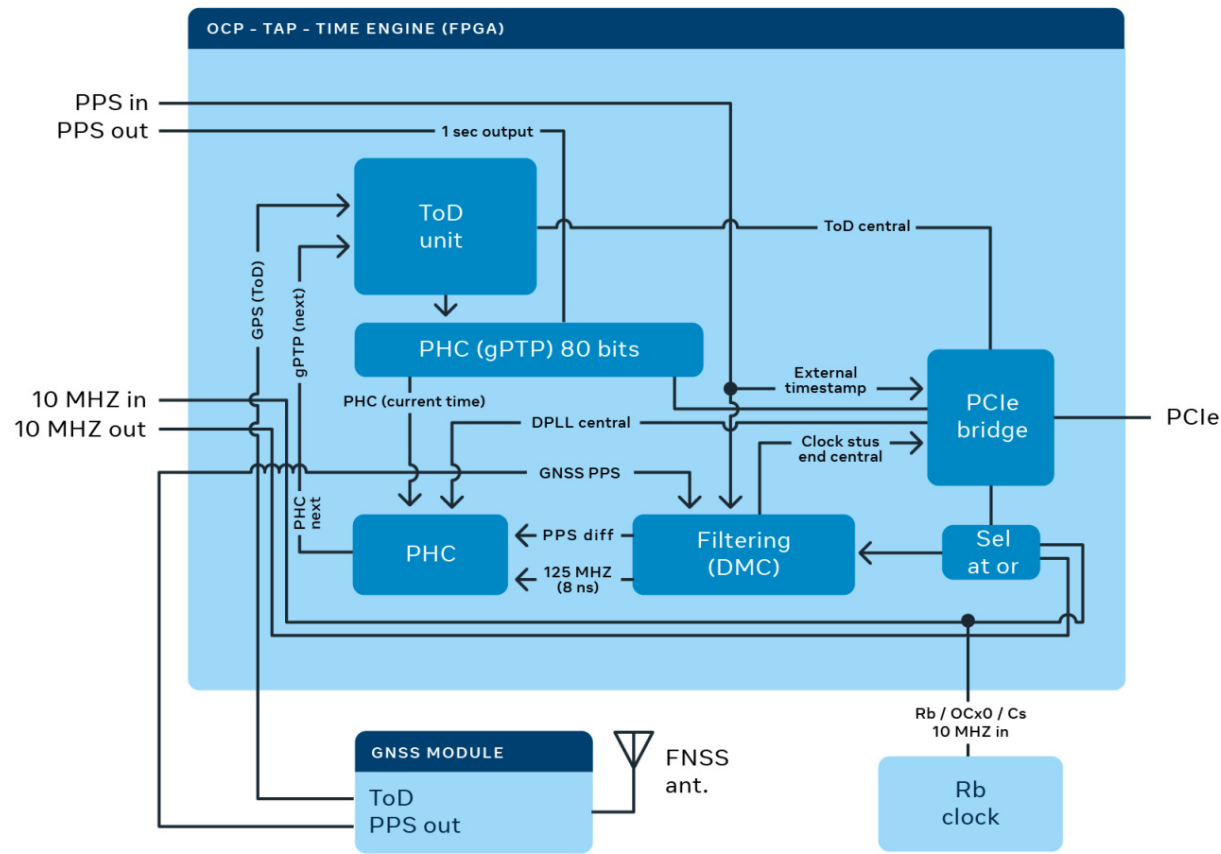 OCP - TAP - TIME ENGINE (FPGA)
PPS in
PPS out
1 sec output
ToD
unit
ToD central
GPS (ToD)
gPTP (next)
PHC (gPTP) 80 bits
External
timestamp
PCIe
bridge
PCIe
10 MHZ in
10 MHZ out
PHC (current time)
DPLL central
Clock stus
end central
GNSS PPS
PHC
next
PHC
PPS diff
125 MHZ
(8 ns)
Filtering
(DMC)
Sel
at or
Rb / OCx0 / Cs
10 MHZ in
GNSS MODULE
ToD
PPS out
FNSS
ant.
Rb
clock